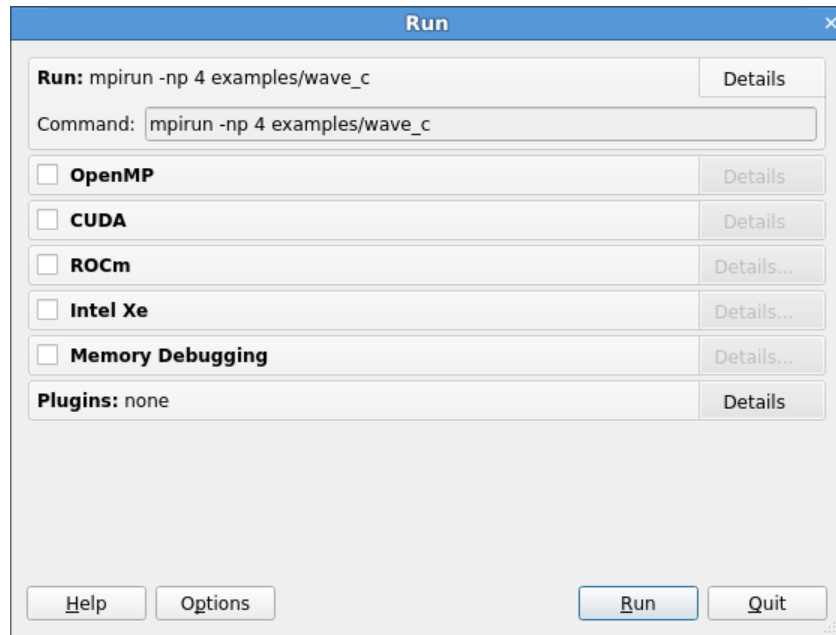 Run
Run: mpirun -np 4 examples/wave_c Details
Command: mpirun -np 4 examples/wave_c
OpenMP Details
CUDA Details
ROCm Details...
Intel Xe Details...
Memory Debugging Details...
Plugins: none Details
Help Options Run Quit